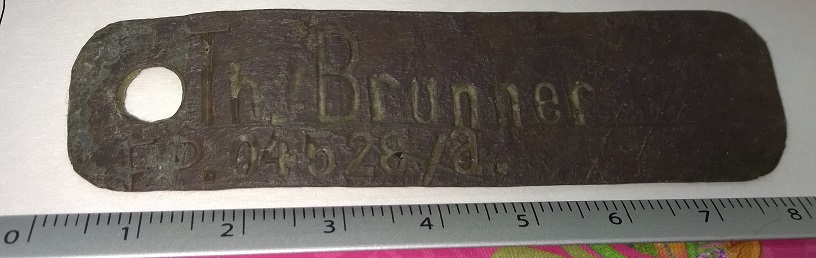 Th. Brunner
F.P. 04528/a.
0 1 2 3 4 5 6 7 8